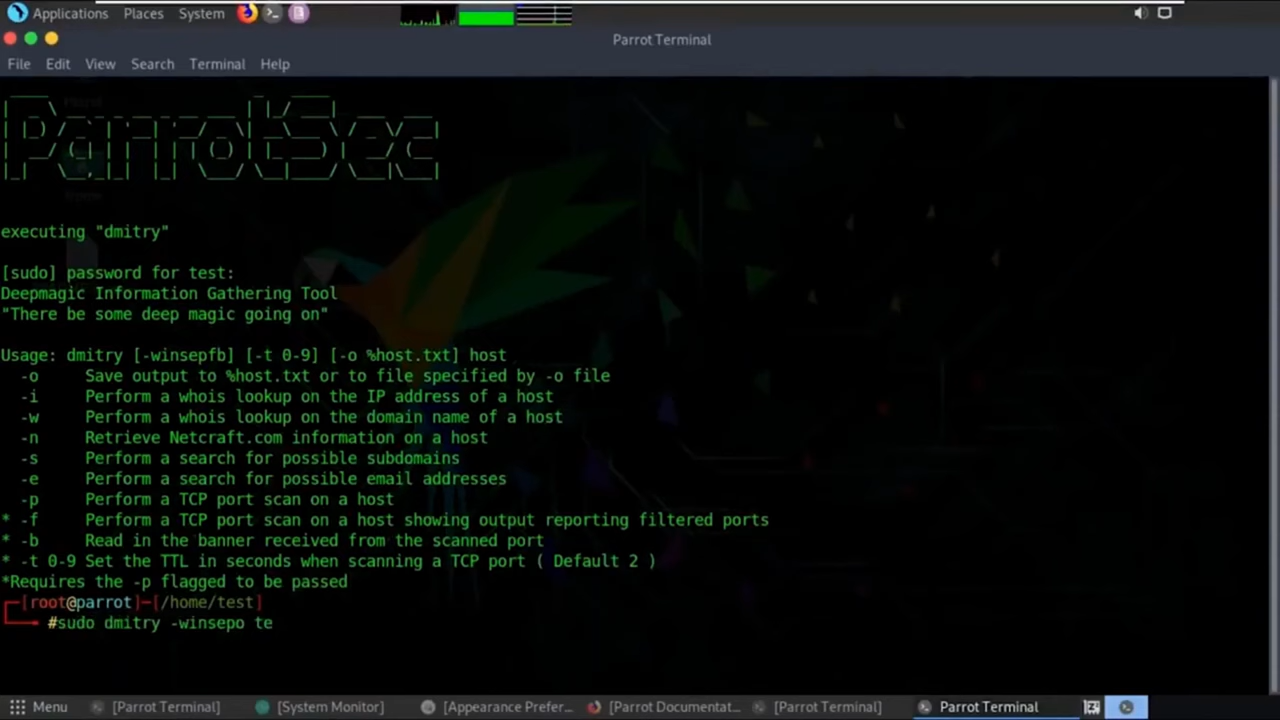 Applications Places System
Parrot Terminal
File Edit View Search Terminal Help
ParrotSec
executing "dmitry"
[sudo] password for test:
Deepmagic Information Gathering Tool
"There be some deep magic going on"
Usage: dmitry [-winsepfb] [-t 0-9] [-o %host.txt] host
-o Save output to %host.txt or to file specified by -o file
-i Perform a whois lookup on the IP address of a host
-w Perform a whois lookup on the domain name of a host
-n Retrieve Netcraft.com information on a host
-s Perform a search for possible subdomains
-e Perform a search for possible email addresses
-p Perform a TCP port scan on a host
* -f Perform a TCP port scan on a host showing output reporting filtered ports
* -b Read in the banner received from the scanned port
* -t 0-9 Set the TTL in seconds when scanning a TCP port ( Default 2 )
*Requires the -p flagged to be passed
[root@parrot]─[/home/test]
#sudo dmitry -winsepo te
Menu [Parrot Terminal] [System Monitor] [Appearance Prefer... [Parrot Documentat... [Parrot Terminal] Parrot Terminal